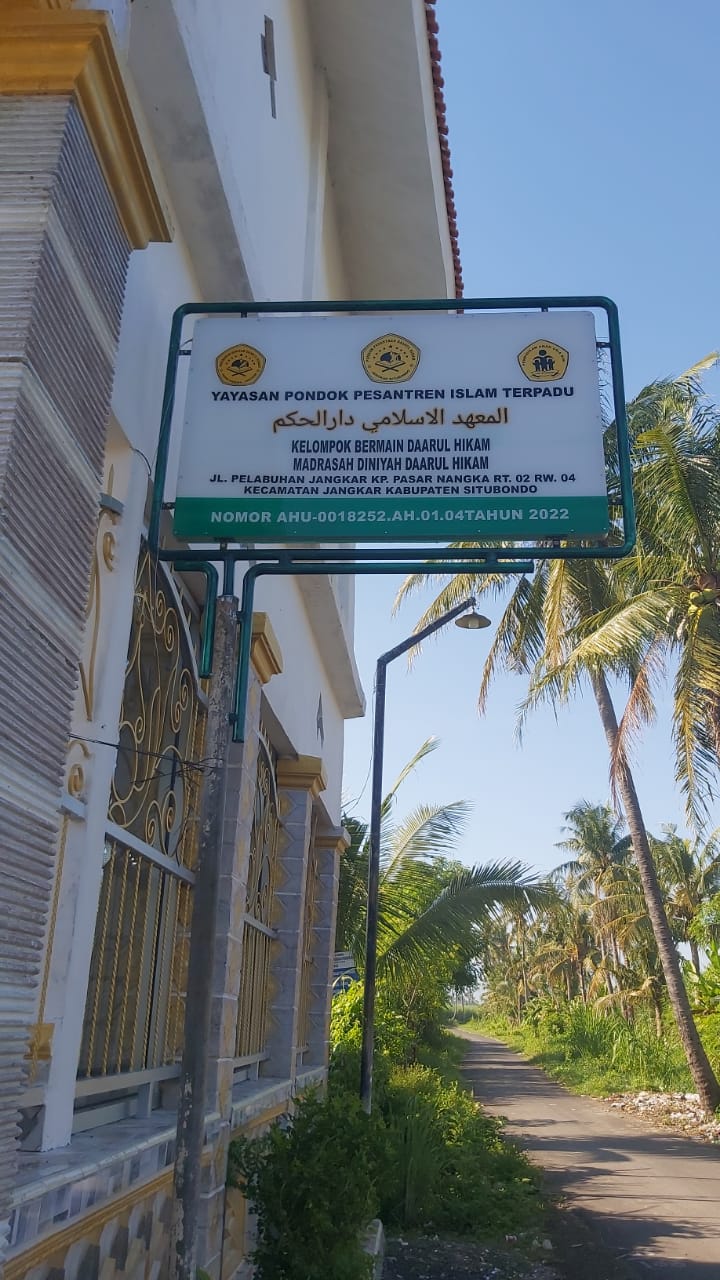 YAYASAN PONDOK PESANTREN ISLAM TERPADU
المعهد الاسلامي دارالحكم
KELOMPOK BERMAIN DAARUL HIKAM
MADRASAH DINIYAH DAARUL HIKAM
JL. PELABUHAN JANGKAR KP. PASAR NANGKA RT. 02 RW. 04
KECAMATAN JANGKAR KABUPATEN SITUBONDO
NOMOR AHU-0018252.AH.01.04TAHUN 2022